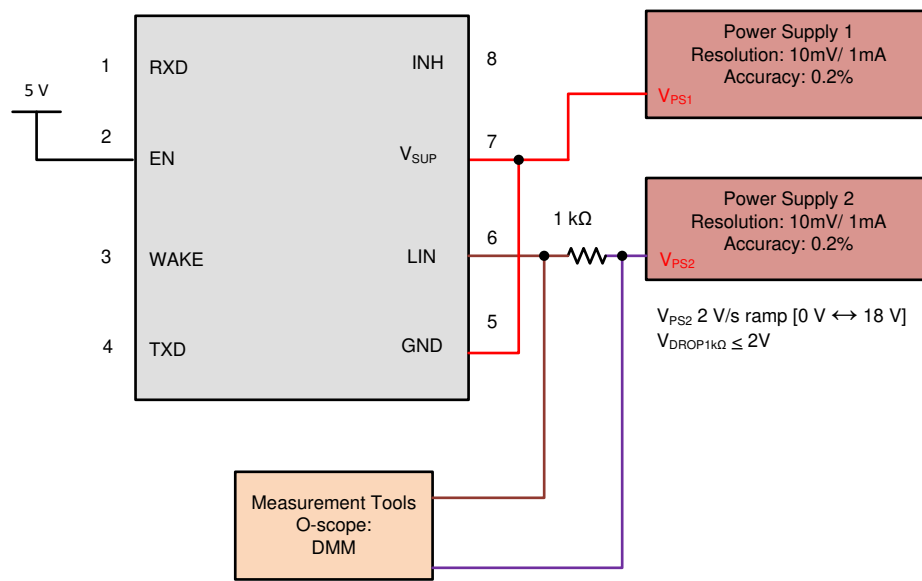 Power Supply 1
Resolution: 10mV/ 1mA
Accuracy: 0.2%
VPS1
1
RXD
INH
8
5 V
2
EN
VSUP
7
Power Supply 2
Resolution: 10mV/ 1mA
Accuracy: 0.2%
VPS2
1 kΩ
3
WAKE
LIN
6
VPS2 2 V/s ramp [0 V ↔ 18 V]
VDROP1kΩ ≤ 2V
4
TXD
GND
5
Measurement Tools
O-scope:
DMM